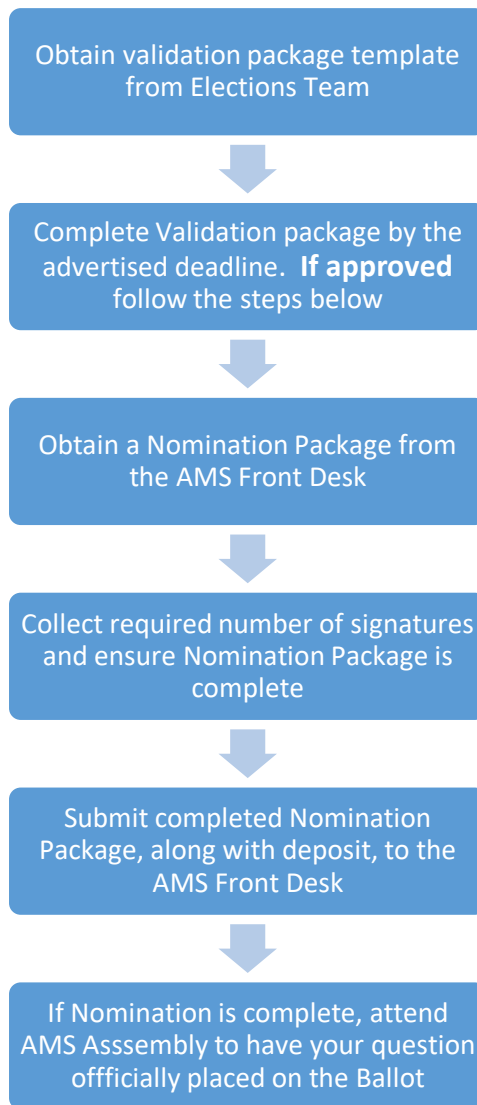 Obtain validation package template
from Elections Team
Complete Validation package by the
advertised deadline.  If approved
follow the steps below
Obtain a Nomination Package from
the AMS Front Desk
Collect required number of signatures
and ensure Nomination Package is
complete
Submit completed Nomination
Package, along with deposit, to the
AMS Front Desk
If Nomination is complete, attend
AMS Asssembly to have your question
offficially placed on the Ballot